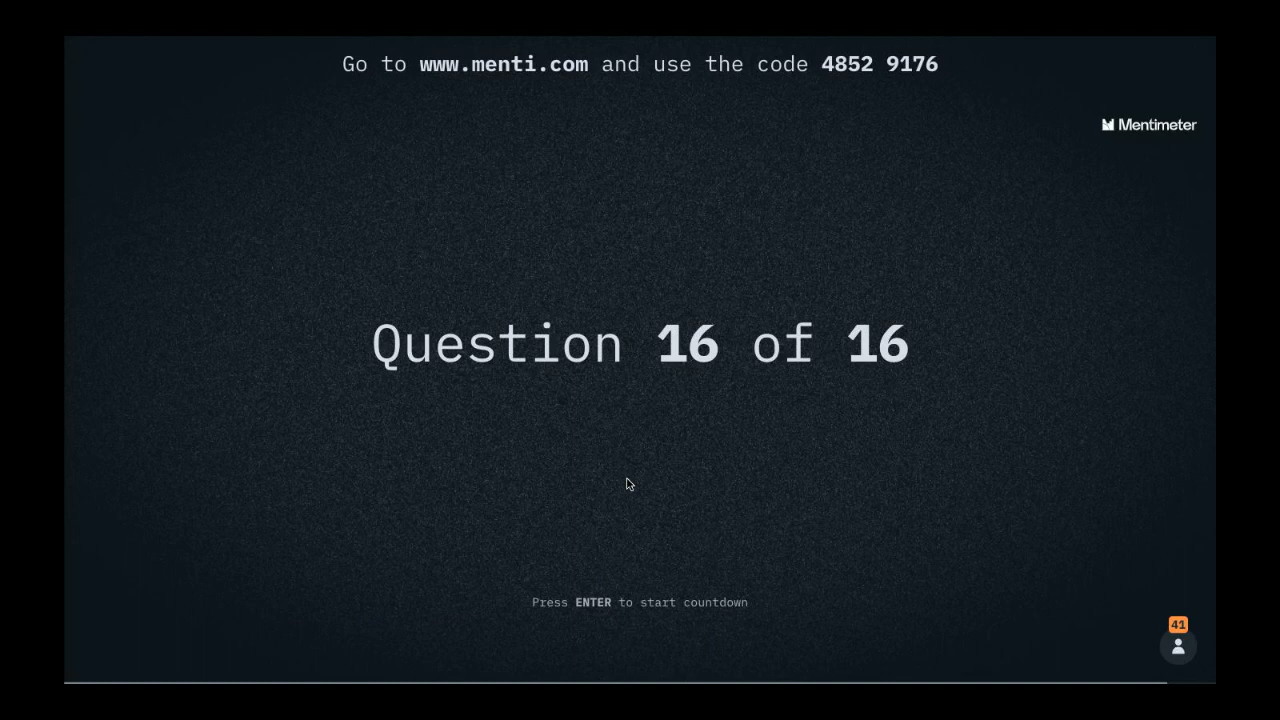 Go to www.menti.com and use the code 4852 9176
Mentimeter
Question 16 of 16
Press ENTER to start countdown
41